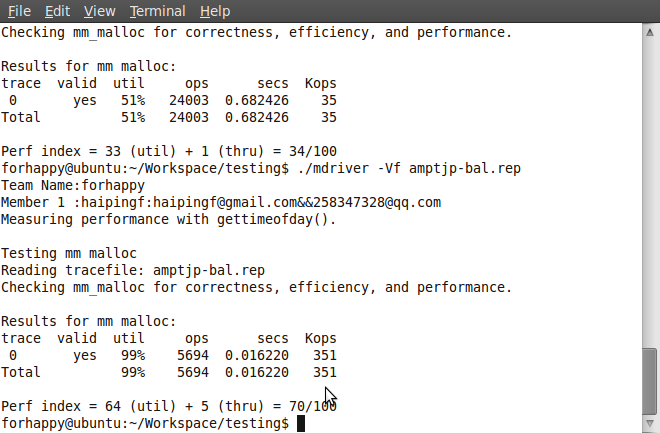 File Edit View Terminal Help
Checking mm_malloc for correctness, efficiency, and performance.
Results for mm malloc:
trace valid util ops secs Kops
0 yes 51% 24003 0.682426 35
Total 51% 24003 0.682426 35
Perf index = 33 (util) + 1 (thru) = 34/100
forhappy@ubuntu:~/Workspace/testing$ ./mdriver -Vf amptjp-bal.rep
Team Name:forhappy
Member 1 :haipingf:haipingf@gmail.com&&258347328@qq.com
Measuring performance with gettimeofday().
Testing mm malloc
Reading tracefile: amptjp-bal.rep
Checking mm_malloc for correctness, efficiency, and performance.
Results for mm malloc:
trace valid util ops secs Kops
0 yes 99% 5694 0.016220 351
Total 99% 5694 0.016220 351
Perf index = 64 (util) + 5 (thru) = 70/100
forhappy@ubuntu:~/Workspace/testing$